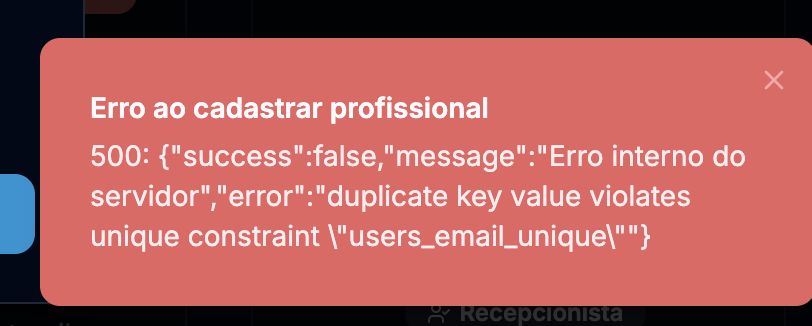 Erro ao cadastrar profissional
500: {"success":false,"message":"Erro interno do
servidor","error":"duplicate key value violates
unique constraint \"users_email_unique\""}
Recepcionista